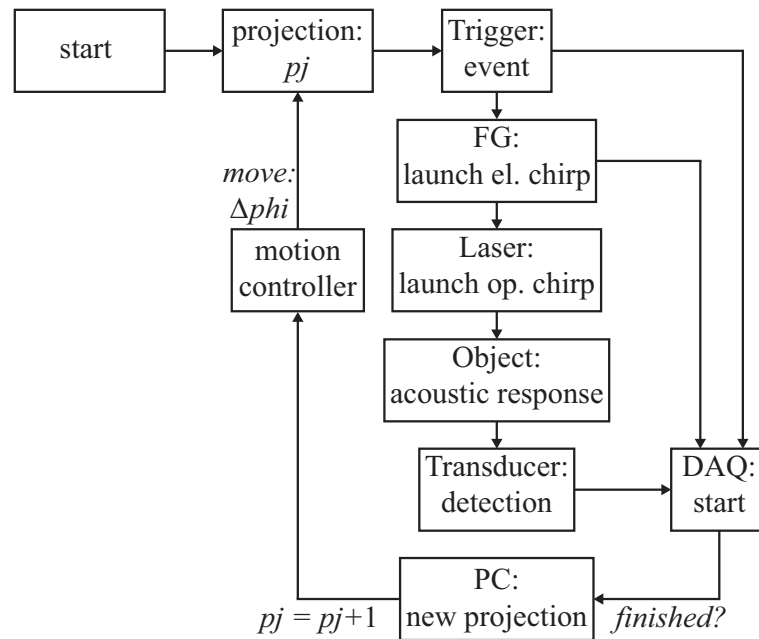 start
projection:
pj
Trigger:
event
FG:
launch el. chirp
move:
Δphi
motion
controller
Laser:
launch op. chirp
Object:
acoustic response
Transducer:
detection
DAQ:
start
PC:
new projection
pj = pj+1
finished?